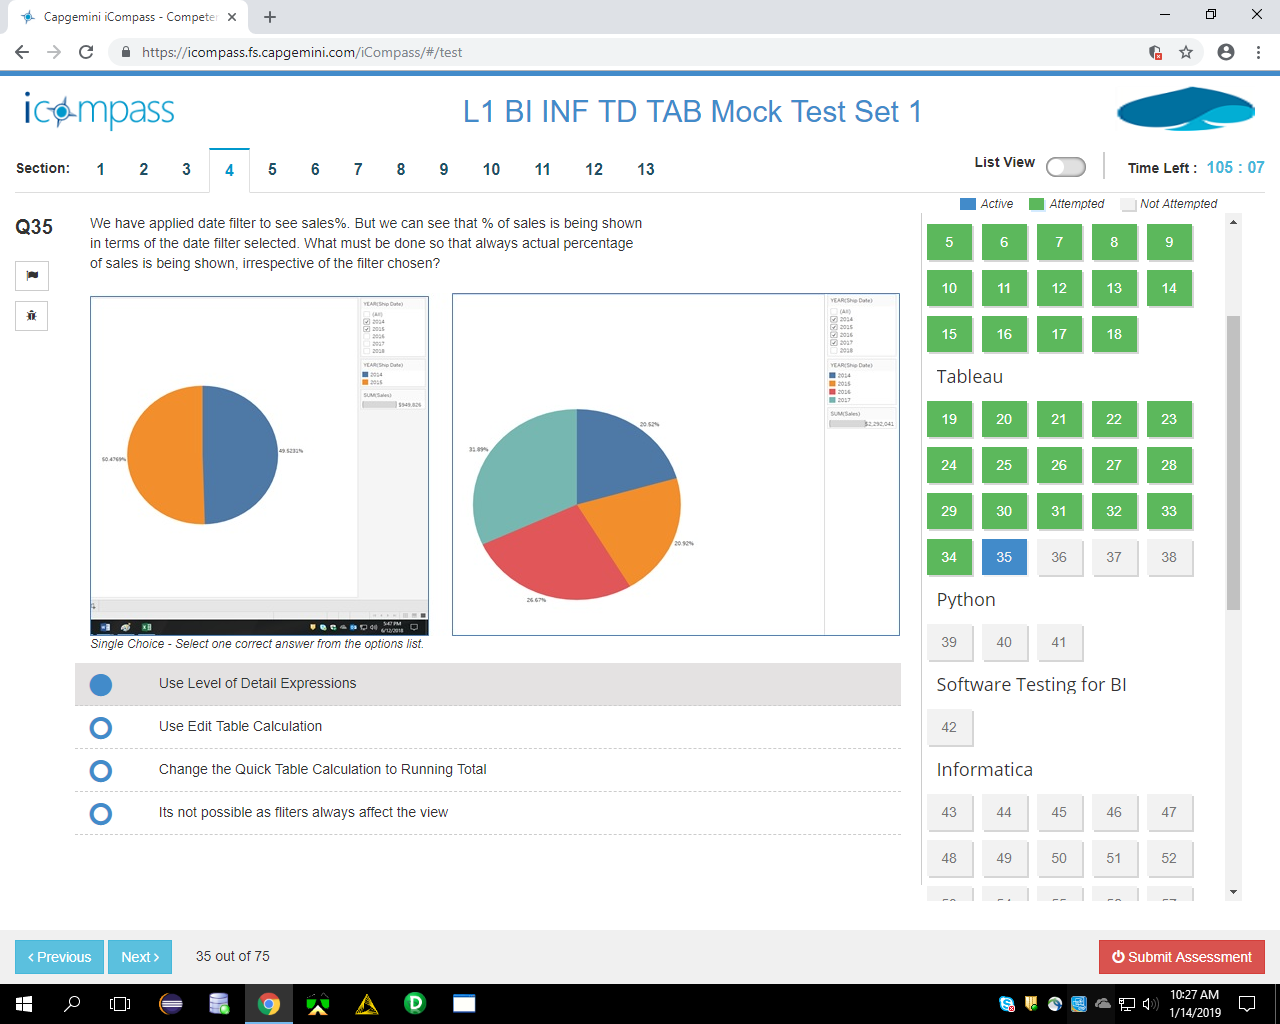 Capgemini iCompass - Competen
https://icompass.fs.capgemini.com/iCompass/#/test
icompass
L1 BI INF TD TAB Mock Test Set 1
Section: 1 2 3 4 5 6 7 8 9 10 11 12 13
List View
Time Left : 105 : 07
Active Attempted Not Attempted
Q35
We have applied date filter to see sales%. But we can see that % of sales is being shown
in terms of the date filter selected. What must be done so that always actual percentage
of sales is being shown, irrespective of the filter chosen?
YEAR(Ship Date)
(All)
2014
2015
2016
2017
2018
YEAR(Ship Date)
2014
2015
SUM(Sales)
$949,826
50.4769%
49.5231%
5:47 PM
6/12/2018
YEAR(Ship Date)
(All)
2014
2015
2016
2017
2018
YEAR(Ship Date)
2014
2015
2016
2017
SUM(Sales)
$2,292,041
20.52%
31.89%
20.92%
26.67%
Single Choice - Select one correct answer from the options list.
Use Level of Detail Expressions
Use Edit Table Calculation
Change the Quick Table Calculation to Running Total
Its not possible as fliters always affect the view
5 6 7 8 9
10 11 12 13 14
15 16 17 18
Tableau
19 20 21 22 23
24 25 26 27 28
29 30 31 32 33
34 35 36 37 38
Python
39 40 41
Software Testing for BI
42
Informatica
43 44 45 46 47
48 49 50 51 52
‹ Previous
Next ›
35 out of 75
Submit Assessment
10:27 AM
1/14/2019